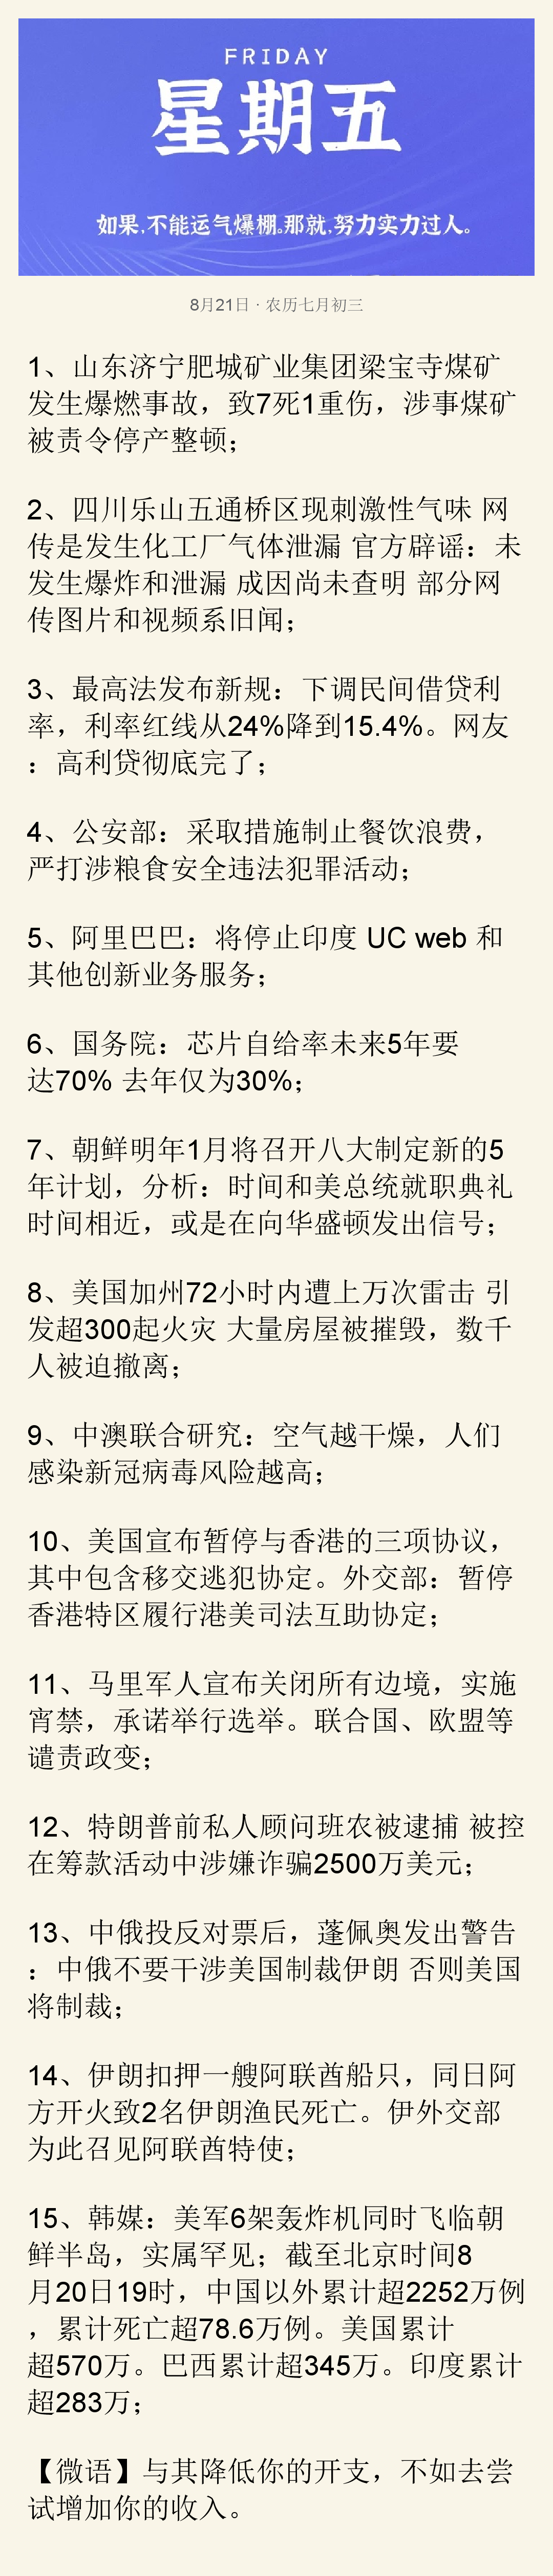 FRIDAY
星期五
如果,不能运气爆棚。那就,努力实力过人。
8月21日 · 农历七月初三
1、山东济宁肥城矿业集团梁宝寺煤矿
发生爆燃事故，致7死1重伤，涉事煤矿
被责令停产整顿；
2、四川乐山五通桥区现刺激性气味 网
传是发生化工厂气体泄漏 官方辟谣：未
发生爆炸和泄漏 成因尚未查明 部分网
传图片和视频系旧闻；
3、最高法发布新规：下调民间借贷利
率，利率红线从24%降到15.4%。网友
：高利贷彻底完了；
4、公安部：采取措施制止餐饮浪费，
严打涉粮食安全违法犯罪活动；
5、阿里巴巴：将停止印度 UC web 和
其他创新业务服务；
6、国务院：芯片自给率未来5年要
达70% 去年仅为30%；
7、朝鲜明年1月将召开八大制定新的5
年计划，分析：时间和美总统就职典礼
时间相近，或是在向华盛顿发出信号；
8、美国加州72小时内遭上万次雷击 引
发超300起火灾 大量房屋被摧毁，数千
人被迫撤离；
9、中澳联合研究：空气越干燥，人们
感染新冠病毒风险越高；
10、美国宣布暂停与香港的三项协议，
其中包含移交逃犯协定。外交部：暂停
香港特区履行港美司法互助协定；
11、马里军人宣布关闭所有边境，实施
宵禁，承诺举行选举。联合国、欧盟等
谴责政变；
12、特朗普前私人顾问班农被逮捕 被控
在筹款活动中涉嫌诈骗2500万美元；
13、中俄投反对票后，蓬佩奥发出警告
：中俄不要干涉美国制裁伊朗 否则美国
将制裁；
14、伊朗扣押一艘阿联酋船只，同日阿
方开火致2名伊朗渔民死亡。伊外交部
为此召见阿联酋特使；
15、韩媒：美军6架轰炸机同时飞临朝
鲜半岛，实属罕见；截至北京时间8
月20日19时，中国以外累计超2252万例
，累计死亡超78.6万例。美国累计
超570万。巴西累计超345万。印度累计
超283万；
【微语】与其降低你的开支，不如去尝
试增加你的收入。